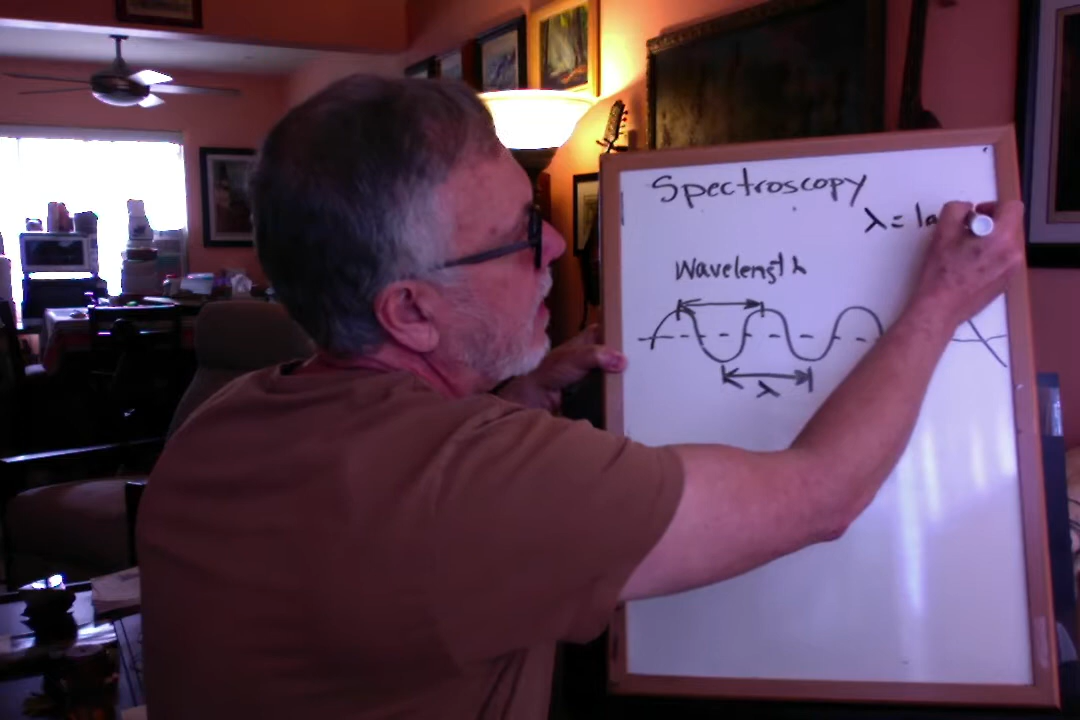 Spectroscopy
λ = la
Wavelength
λ